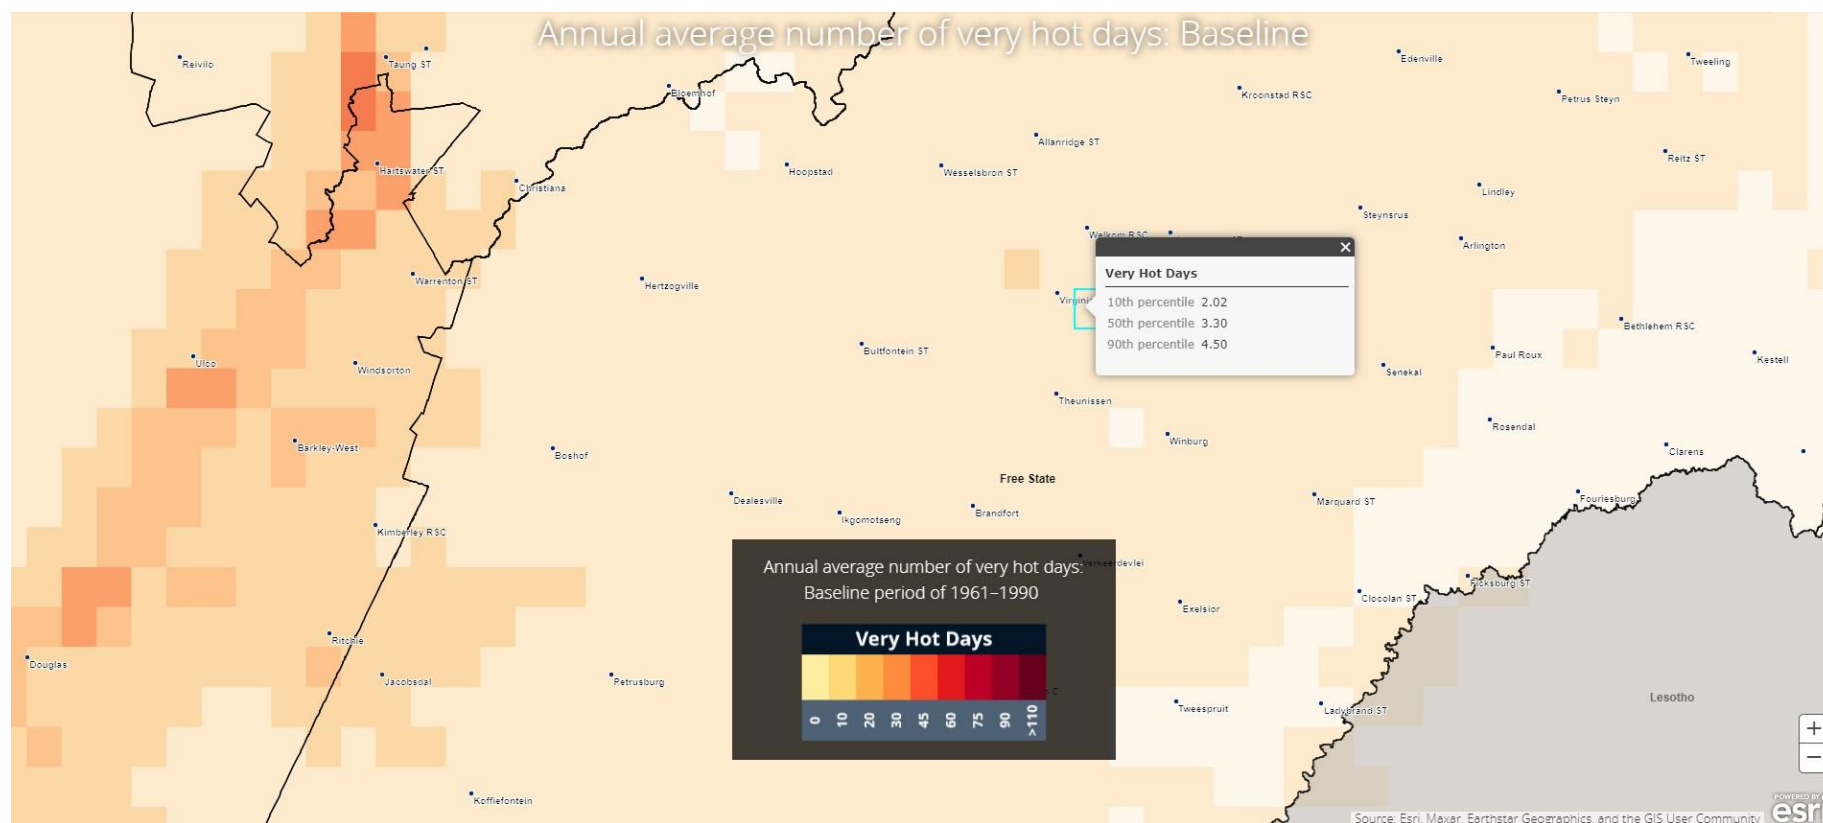 Annual average number of very hot days: Baseline
Reivilo
Taung ST
Bloemhof
Edenville
Tweeling
Kroonstad RSC
Petrus Steyn
Allanridge ST
Hartswater ST
Christiana
Hoopstad
Wesselsbron ST
Reitz ST
Lindley
Steynsrus
Welkom RSC
Arlington
Warrenton ST
Hertzogville
Very Hot Days
10th percentile 2.02
50th percentile 3.30
90th percentile 4.50
Bethlehem RSC
Ulco
Windsorton
Bultfontein ST
Paul Roux
Kestell
Senekal
Theunissen
Barkley-West
Boshof
Winburg
Rosendal
Clarens
Free State
Dealesville
Ikgomotseng
Brandfort
Marquard ST
Fouriesburg
Kimberley RSC
Annual average number of very hot days:
Baseline period of 1961–1990
Very Hot Days
0 10 20 30 45 60 75 90 >110
Ficksburg ST
Clocolan ST
Exelsior
Ritchie
Douglas
Jacobsdal
Petrusburg
Tweespruit
Ladybrand ST
Lesotho
Koffiefontein
+
−
POWERED BY
esri
Source: Esri, Maxar, Earthstar Geographics, and the GIS User Community